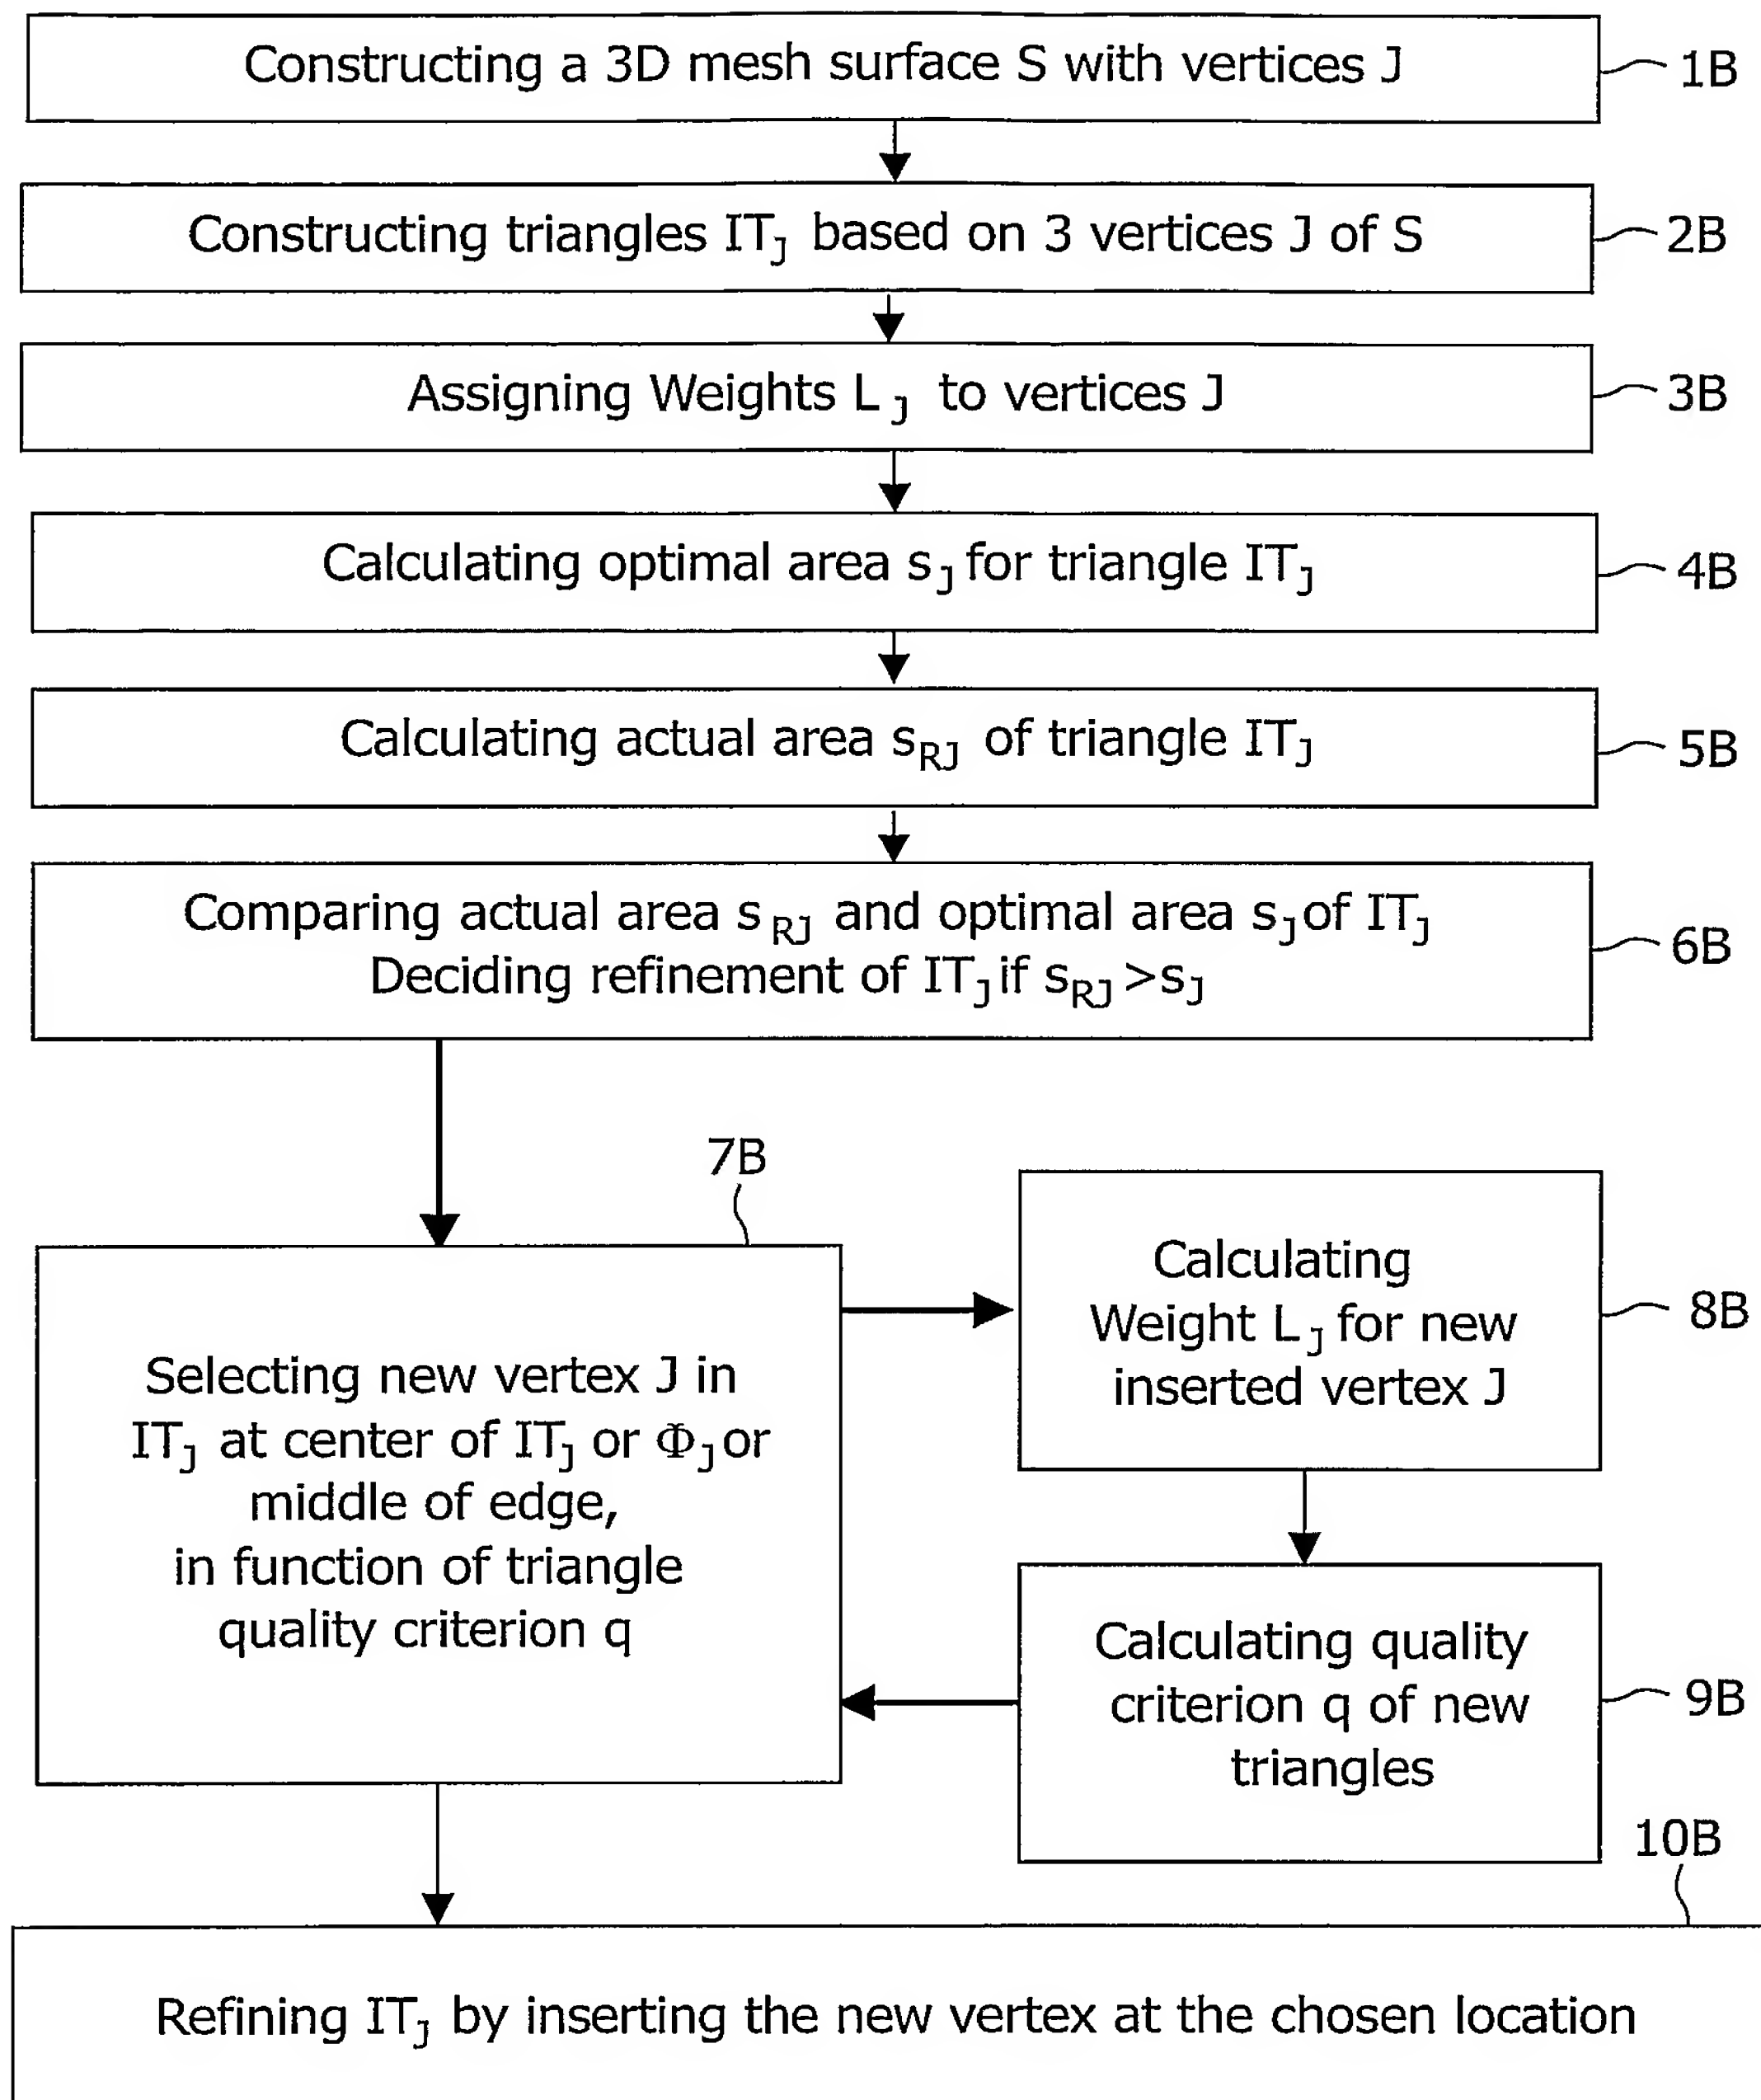 Constructing a 3D mesh surface S with vertices J
1B
Constructing triangles IT_J based on 3 vertices J of S
2B
Assigning Weights L_J to vertices J
3B
Calculating optimal area s_J for triangle IT_J
4B
Calculating actual area s_RJ of triangle IT_J
5B
Comparing actual area s_RJ and optimal area s_J of IT_J
Deciding refinement of IT_J if s_RJ >s_J
6B
7B
Selecting new vertex J in
IT_J at center of IT_J or Φ_J or
middle of edge,
in function of triangle
quality criterion q
Calculating
Weight L_J for new
inserted vertex J
8B
Calculating quality
criterion q of new
triangles
9B
10B
Refining IT_J by inserting the new vertex at the chosen location